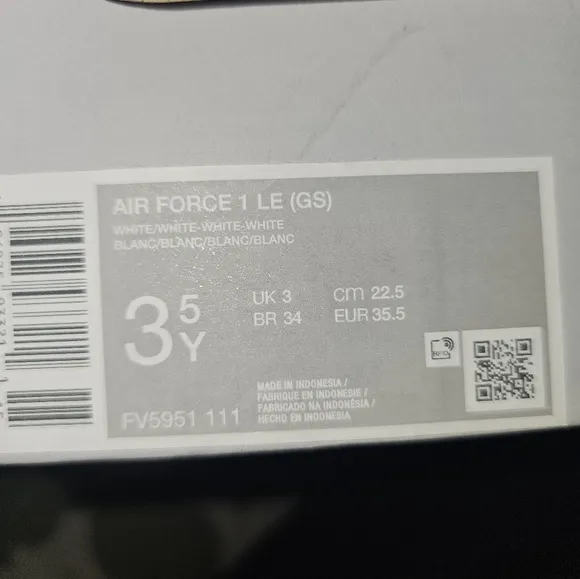 AIR FORCE 1 LE (GS)
WHITE/WHITE-WHITE-WHITE
BLANC/BLANC/BLANC/BLANC
3 5 Y
UK 3 cm 22.5
BR 34 EUR 35.5
RFID
MADE IN INDONESIA /
FABRIQUE EN INDONESIE /
FABRICADO NA INDONÉSIA /
HECHO EN INDONESIA
FV5951 111